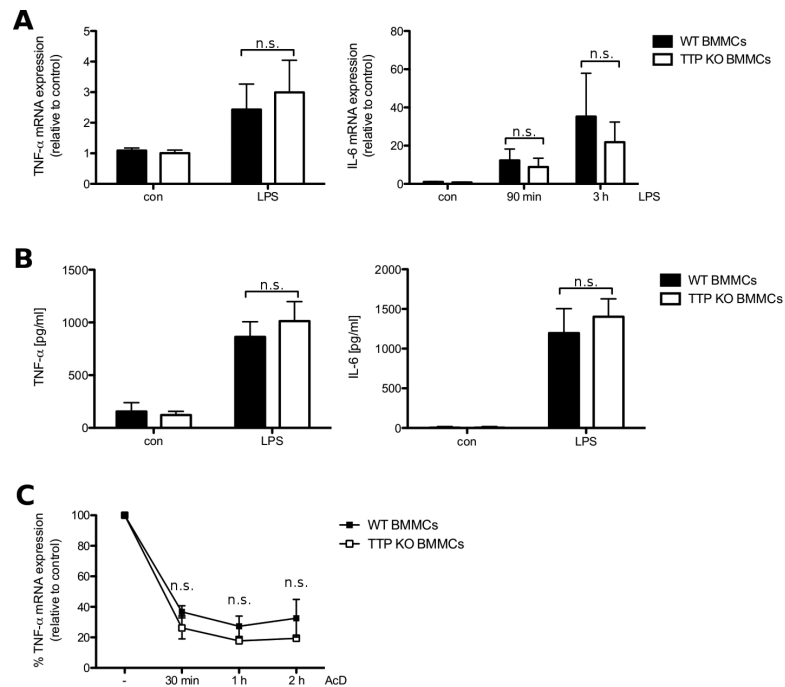 A
TNF-α mRNA expression
(relative to control)
5
4
3
2
1
0
n.s.
con
LPS
IL-6 mRNA expression
(relative to control)
80
60
40
20
0
n.s.
n.s.
con
90 min
3 h
LPS
WT BMMCs
TTP KO BMMCs
B
TNF-α [pg/ml]
1500
1000
500
0
n.s.
con
LPS
IL-6 [pg/ml]
2000
1500
1000
500
0
n.s.
con
LPS
WT BMMCs
TTP KO BMMCs
C
% TNF-α mRNA expression
(relative to control)
100
80
60
40
20
0
n.s.
n.s.
n.s.
-
30 min
1 h
2 h
AcD
WT BMMCs
TTP KO BMMCs